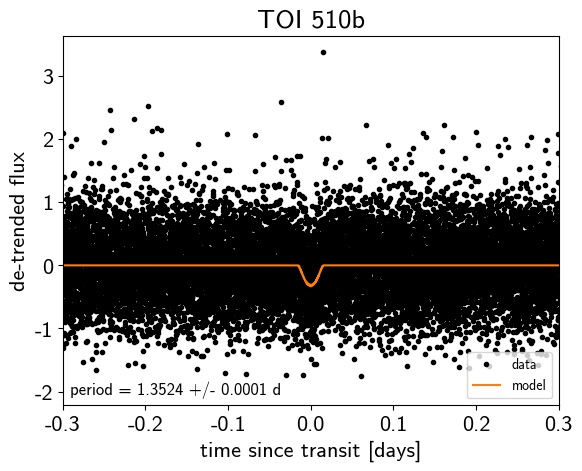 TOI 510b
de-trended flux
3
2
1
0
-1
-2
period = 1.3524 +/- 0.0001 d
data
model
-0.3 -0.2 -0.1 0.0 0.1 0.2 0.3
time since transit [days]